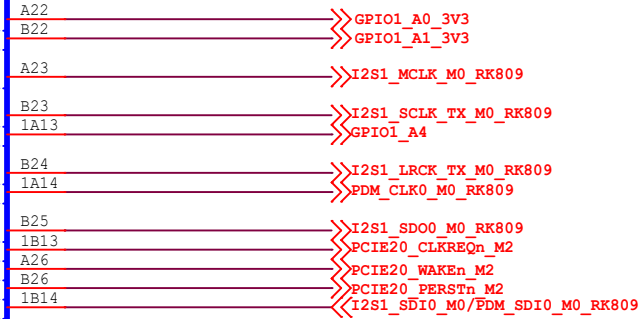 A22 GPIO1_A0_3V3
B22 GPIO1_A1_3V3
A23 I2S1_MCLK_M0_RK809
B23 I2S1_SCLK_TX_M0_RK809
1A13 GPIO1_A4
B24 I2S1_LRCK_TX_M0_RK809
1A14 PDM_CLK0_M0_RK809
B25 I2S1_SDO0_M0_RK809
1B13 PCIE20_CLKREQn_M2
A26 PCIE20_WAKEn_M2
B26 PCIE20_PERSTn_M2
1B14 I2S1_SDI0_M0/PDM_SDI0_M0_RK809